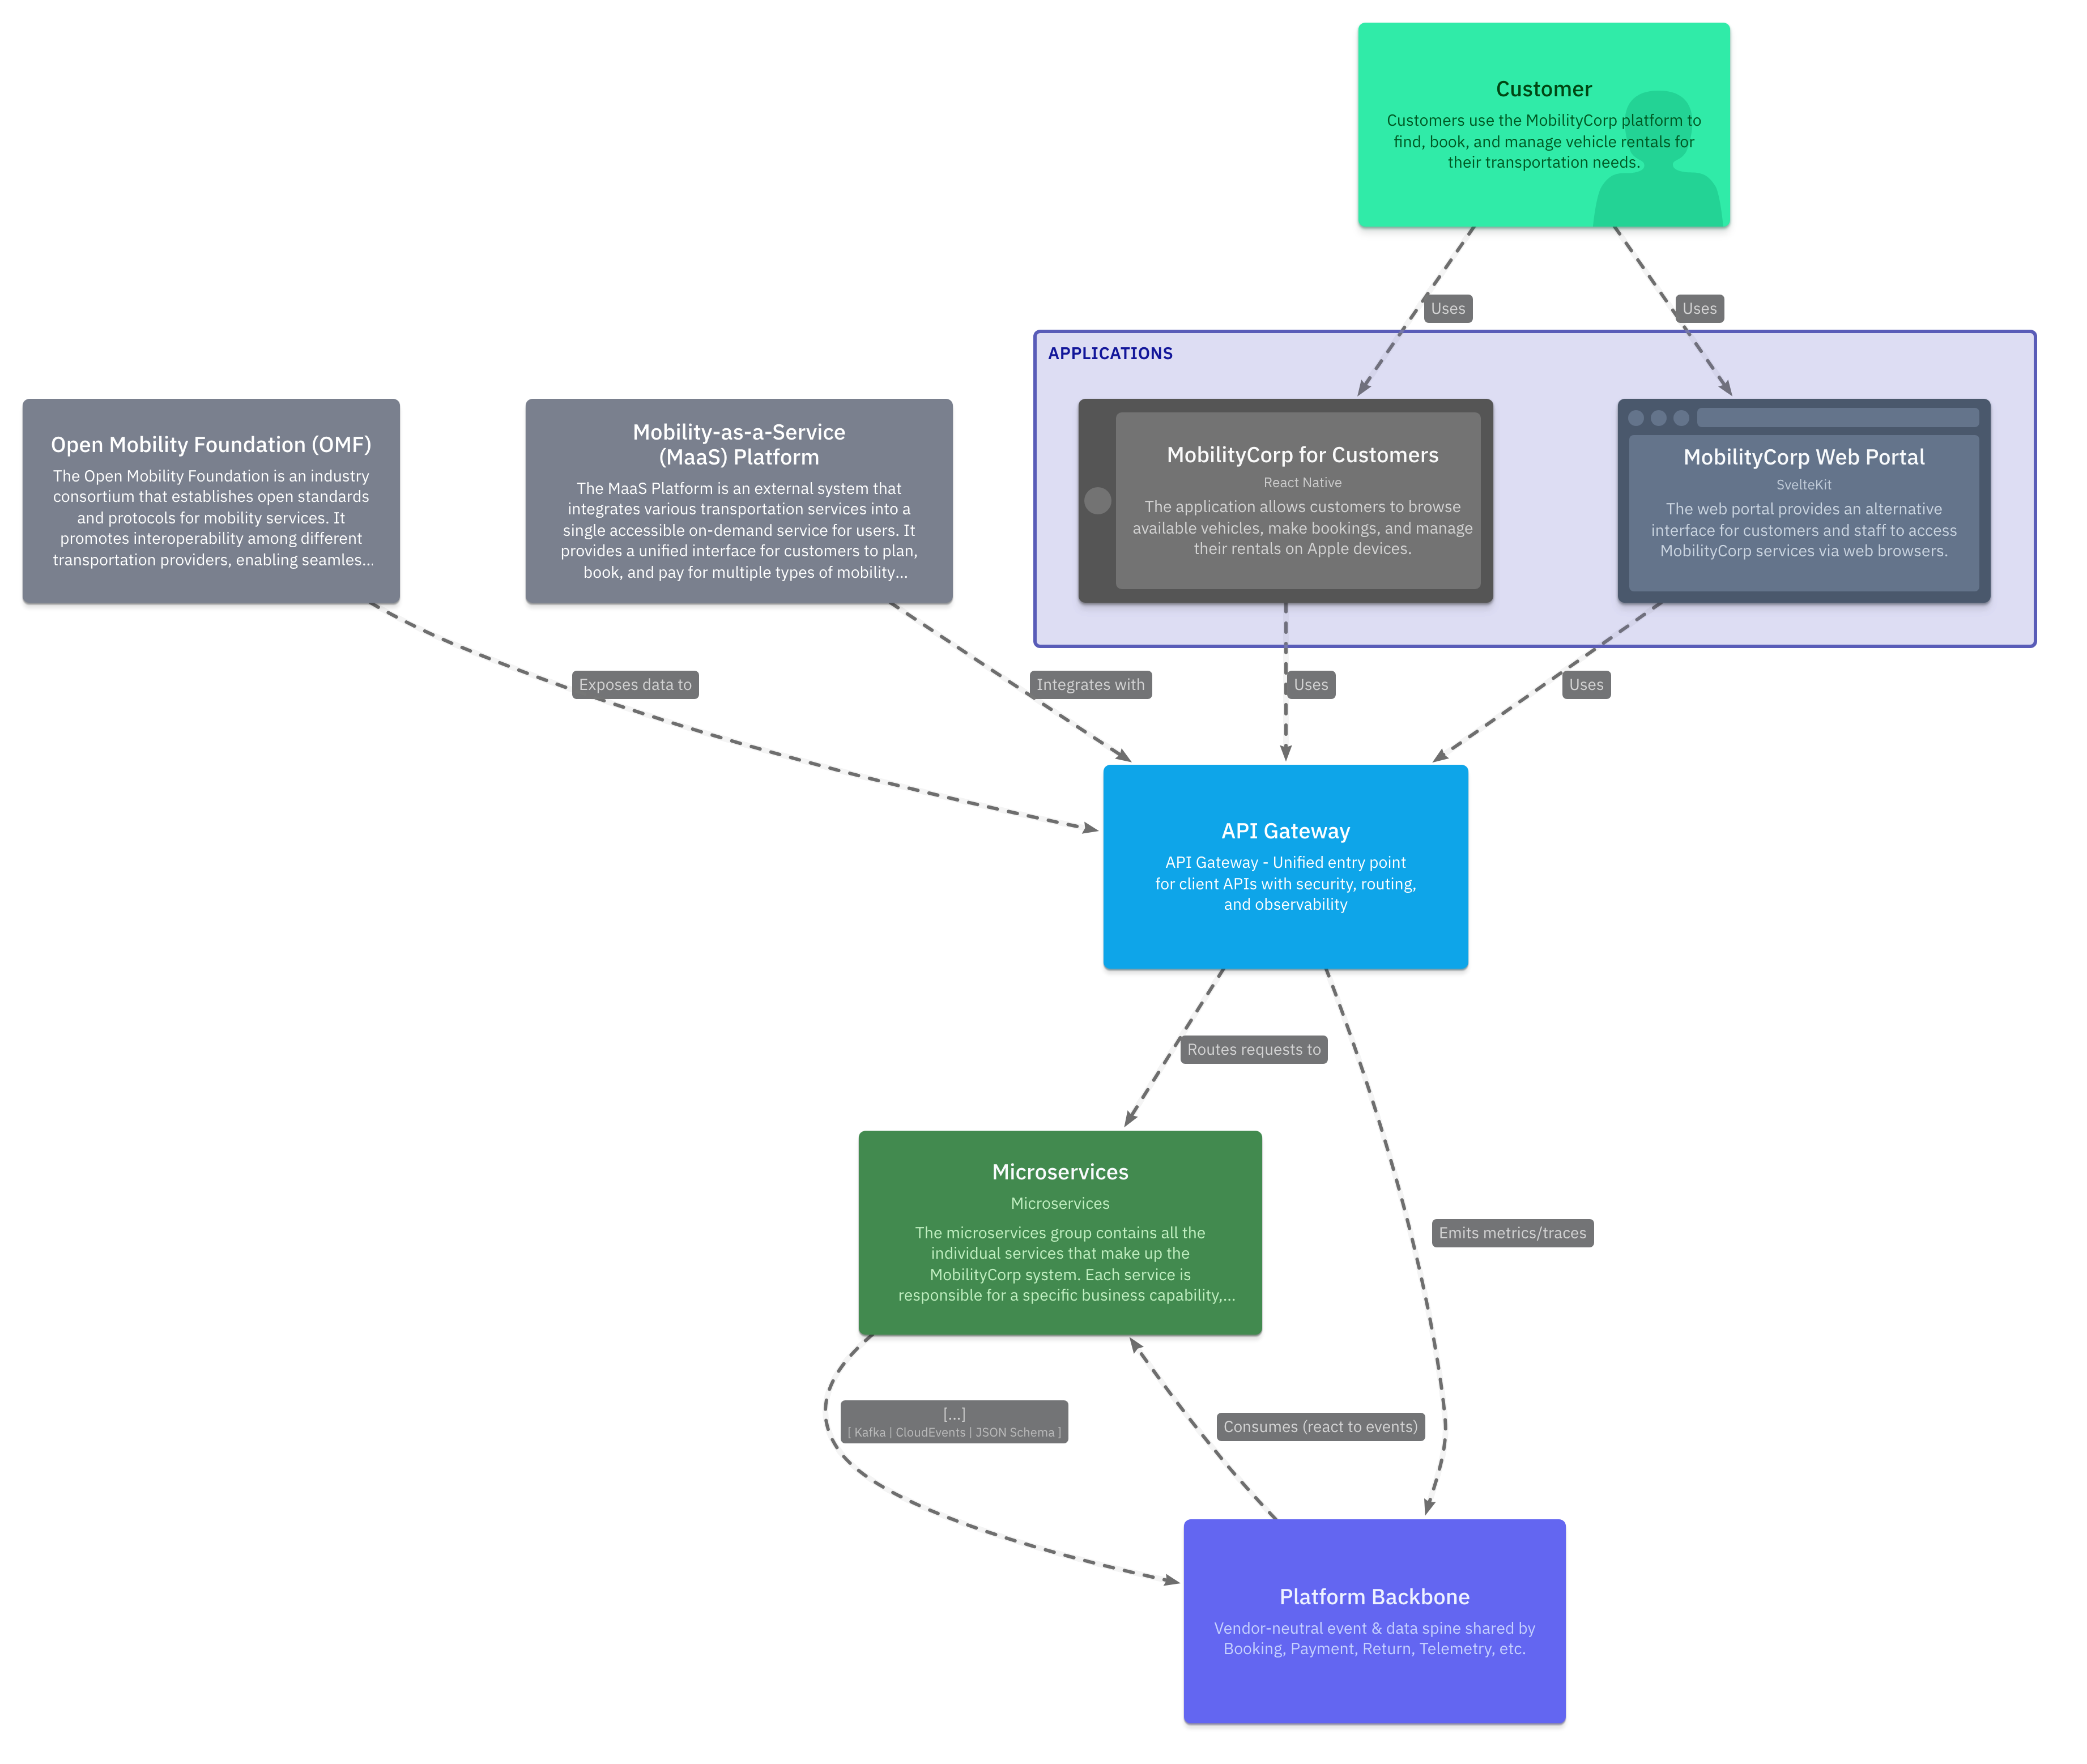 Customer
Customers use the MobilityCorp platform to
find, book, and manage vehicle rentals for
their transportation needs.
Uses
Uses
APPLICATIONS
Open Mobility Foundation (OMF)
The Open Mobility Foundation is an industry
consortium that establishes open standards
and protocols for mobility services. It
promotes interoperability among different
transportation providers, enabling seamles...
Mobility-as-a-Service
(MaaS) Platform
The MaaS Platform is an external system that
integrates various transportation services into a
single accessible on-demand service for users. It
provides a unified interface for customers to plan,
book, and pay for multiple types of mobility...
MobilityCorp for Customers
React Native
The application allows customers to browse
available vehicles, make bookings, and manage
their rentals on Apple devices.
MobilityCorp Web Portal
SvelteKit
The web portal provides an alternative
interface for customers and staff to access
MobilityCorp services via web browsers.
Exposes data to
Integrates with
Uses
Uses
API Gateway
API Gateway - Unified entry point
for client APIs with security, routing,
and observability
Routes requests to
Microservices
Microservices
The microservices group contains all the
individual services that make up the
MobilityCorp system. Each service is
responsible for a specific business capability,...
Emits metrics/traces
[...]
[ Kafka | CloudEvents | JSON Schema ]
Consumes (react to events)
Platform Backbone
Vendor-neutral event & data spine shared by
Booking, Payment, Return, Telemetry, etc.